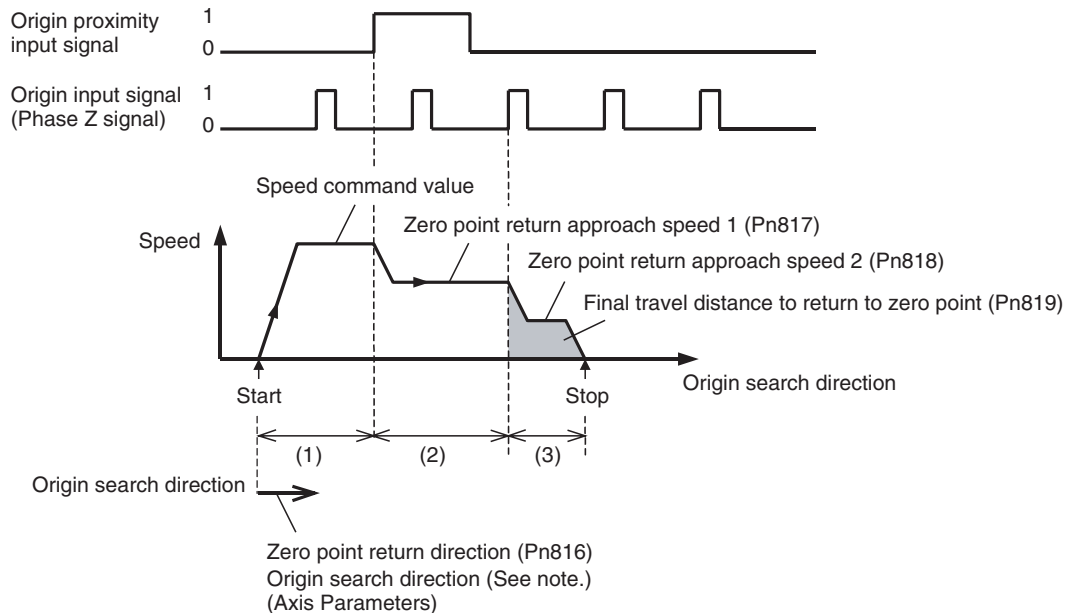 Origin proximity
input signal
1
0
Origin input signal
(Phase Z signal)
1
0
Speed command value
Zero point return approach speed 1 (Pn817)
Speed
Zero point return approach speed 2 (Pn818)
Final travel distance to return to zero point (Pn819)
Start
Stop
Origin search direction
(1)
(2)
(3)
Origin search direction
Zero point return direction (Pn816)
Origin search direction (See note.)
(Axis Parameters)